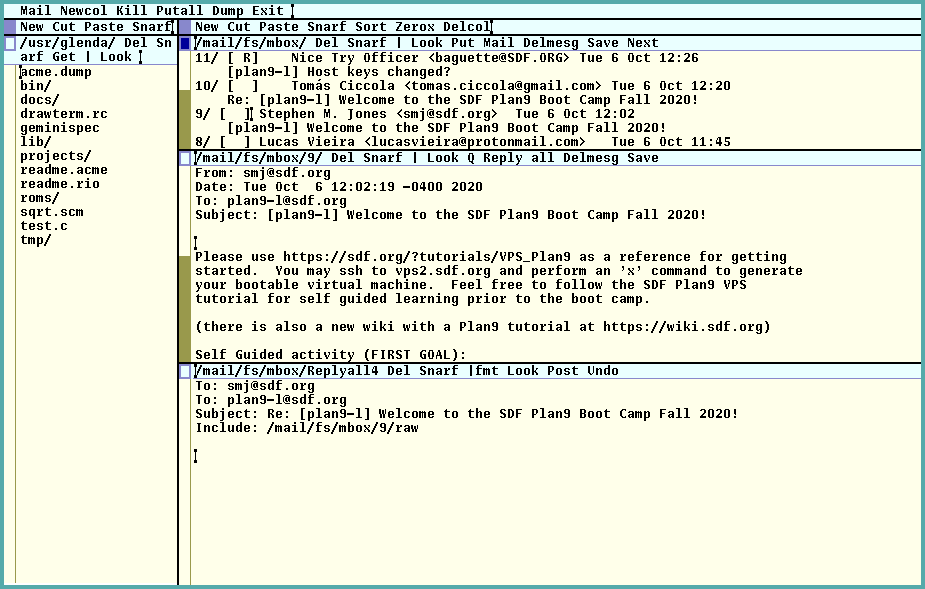 Mail Newcol Kill Putall Dump Exit
New Cut Paste Snarf
New Cut Paste Snarf Sort Zerox Delcol
/usr/glenda/ Del Sn
arf Get | Look
acme.dump
bin/
docs/
drawterm.rc
geminispec
lib/
projects/
readme.acme
readme.rio
roms/
sqrt.scm
test.c
tmp/
/mail/fs/mbox/ Del Snarf | Look Put Mail Delmesg Save Next
11/ [ R]    Nice Try Officer <baguette@SDF.ORG> Tue 6 Oct 12:26
    [plan9-l] Host keys changed?
10/ [  ]    Tomás Ciccola <tomas.ciccola@gmail.com> Tue 6 Oct 12:20
    Re: [plan9-l] Welcome to the SDF Plan9 Boot Camp Fall 2020!
9/ [  ] Stephen M. Jones <smj@sdf.org>  Tue 6 Oct 12:02
    [plan9-l] Welcome to the SDF Plan9 Boot Camp Fall 2020!
8/ [  ] Lucas Vieira <lucasvieira@protonmail.com>   Tue 6 Oct 11:45
/mail/fs/mbox/9/ Del Snarf | Look Q Reply all Delmesg Save
From: smj@sdf.org
Date: Tue Oct  6 12:02:19 -0400 2020
To: plan9-l@sdf.org
Subject: [plan9-l] Welcome to the SDF Plan9 Boot Camp Fall 2020!
Please use https://sdf.org/?tutorials/VPS_Plan9 as a reference for getting
started.  You may ssh to vps2.sdf.org and perform an 'x' command to generate
your bootable virtual machine.  Feel free to follow the SDF Plan9 VPS
tutorial for self guided learning prior to the boot camp.
(there is also a new wiki with a Plan9 tutorial at https://wiki.sdf.org)
Self Guided activity (FIRST GOAL):
/mail/fs/mbox/Replyall4 Del Snarf |fmt Look Post Undo
To: smj@sdf.org
To: plan9-l@sdf.org
Subject: Re: [plan9-l] Welcome to the SDF Plan9 Boot Camp Fall 2020!
Include: /mail/fs/mbox/9/raw